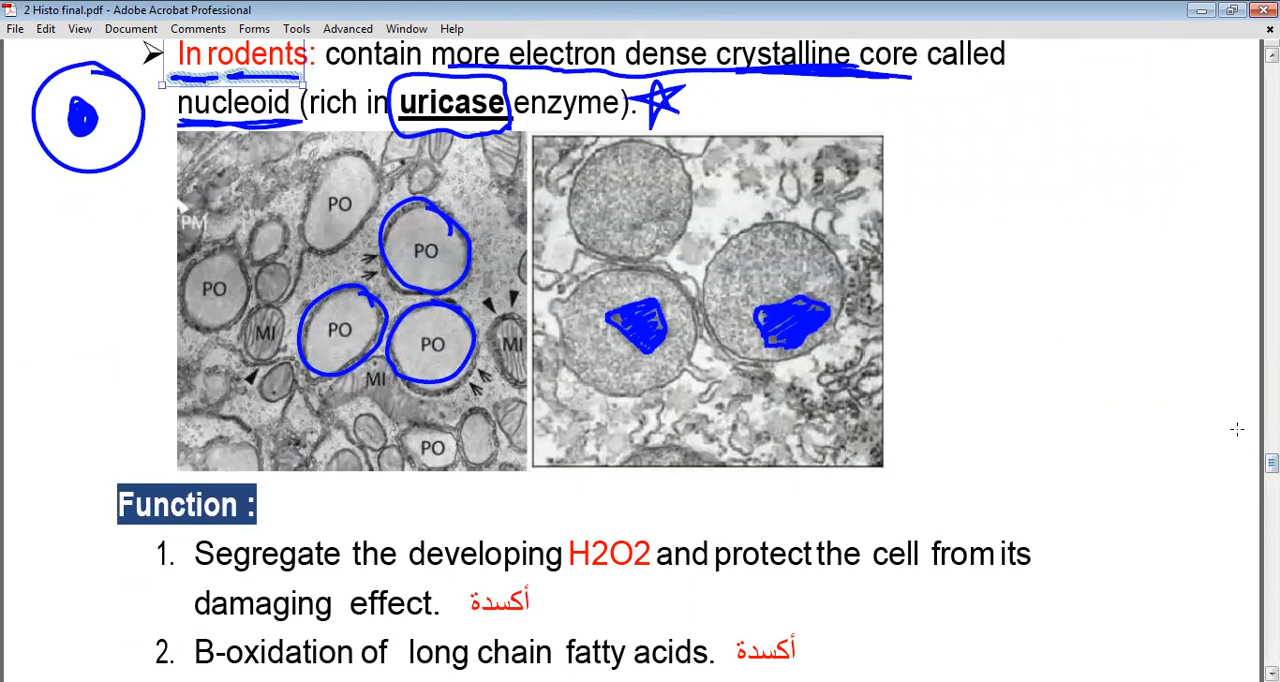 2 Histo final.pdf - Adobe Acrobat Professional
File Edit View Document Comments Forms Tools Advanced Window Help
➤ In rodents: contain more electron dense crystalline core called
nucleoid (rich in uricase enzyme).
PM
PO
PO
PO
PO
MI
PO
PO
MI
MI
PO
Function :
1. Segregate the developing H2O2 and protect the cell from its
damaging effect. أكسدة
2. B-oxidation of long chain fatty acids. أكسدة